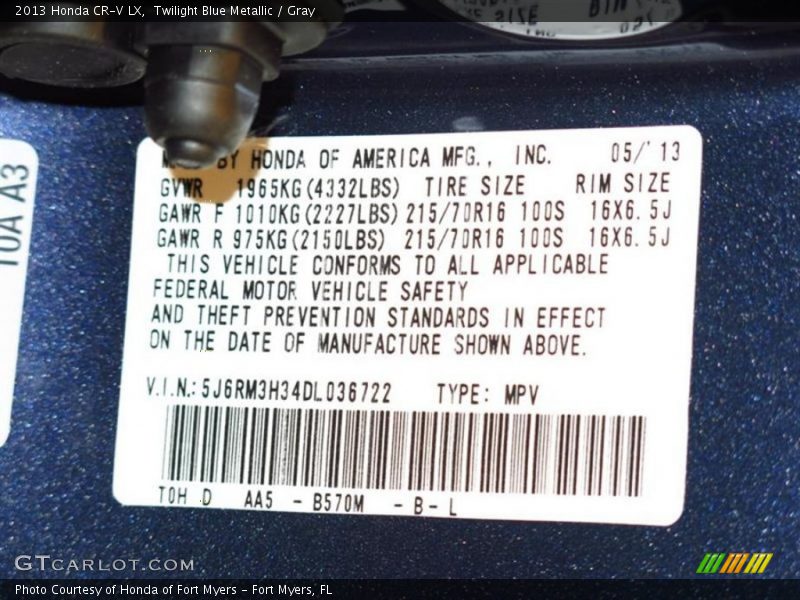 2013 Honda CR-V LX, Twilight Blue Metallic / Gray
SIZE
10A A3
BY HONDA OF AMERICA MFG., INC. 05/'13
GVWR 1965KG(4332LBS) TIRE SIZE RIM SIZE
GAWR F 1010KG(2227LBS) 215/70R16 100S 16X6.5J
GAWR R 975KG(2150LBS) 215/70R16 100S 16X6.5J
THIS VEHICLE CONFORMS TO ALL APPLICABLE
FEDERAL MOTOR VEHICLE SAFETY
AND THEFT PREVENTION STANDARDS IN EFFECT
ON THE DATE OF MANUFACTURE SHOWN ABOVE.
V.I.N.: 5J6RM3H34DL036722 TYPE: MPV
TOH D AA5 - B570M - B- L
GTCARLOT.COM
Photo Courtesy of Honda of Fort Myers - Fort Myers, FL